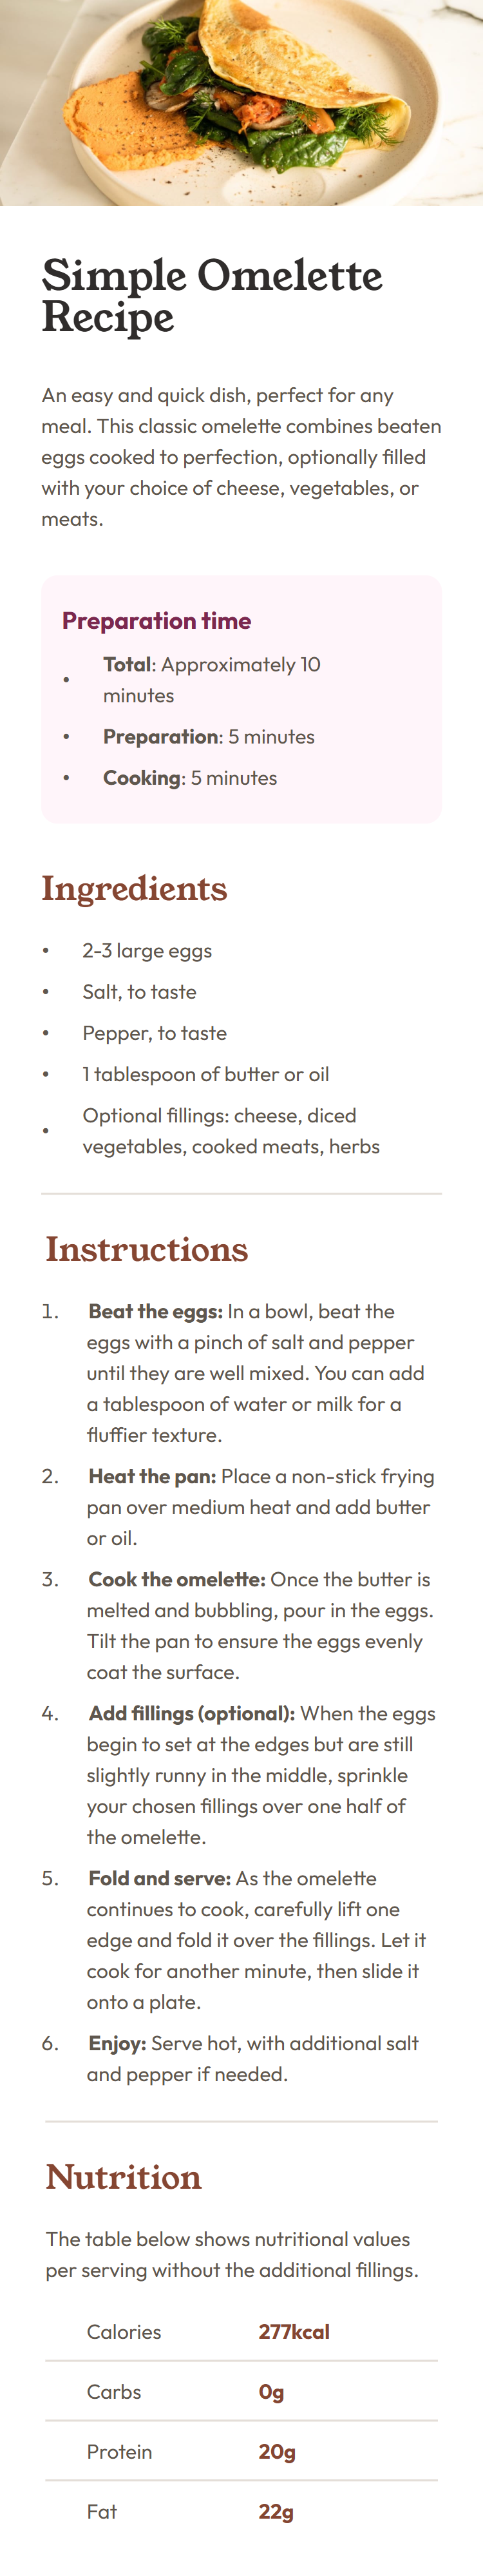 Simple Omelette
Recipe
An easy and quick dish, perfect for any
meal. This classic omelette combines beaten
eggs cooked to perfection, optionally filled
with your choice of cheese, vegetables, or
meats.
Preparation time
• Total: Approximately 10
minutes
• Preparation: 5 minutes
• Cooking: 5 minutes
Ingredients
• 2-3 large eggs
• Salt, to taste
• Pepper, to taste
• 1 tablespoon of butter or oil
• Optional fillings: cheese, diced
vegetables, cooked meats, herbs
Instructions
1. Beat the eggs: In a bowl, beat the
eggs with a pinch of salt and pepper
until they are well mixed. You can add
a tablespoon of water or milk for a
fluffier texture.
2. Heat the pan: Place a non-stick frying
pan over medium heat and add butter
or oil.
3. Cook the omelette: Once the butter is
melted and bubbling, pour in the eggs.
Tilt the pan to ensure the eggs evenly
coat the surface.
4. Add fillings (optional): When the eggs
begin to set at the edges but are still
slightly runny in the middle, sprinkle
your chosen fillings over one half of
the omelette.
5. Fold and serve: As the omelette
continues to cook, carefully lift one
edge and fold it over the fillings. Let it
cook for another minute, then slide it
onto a plate.
6. Enjoy: Serve hot, with additional salt
and pepper if needed.
Nutrition
The table below shows nutritional values
per serving without the additional fillings.
Calories 277kcal
Carbs 0g
Protein 20g
Fat 22g